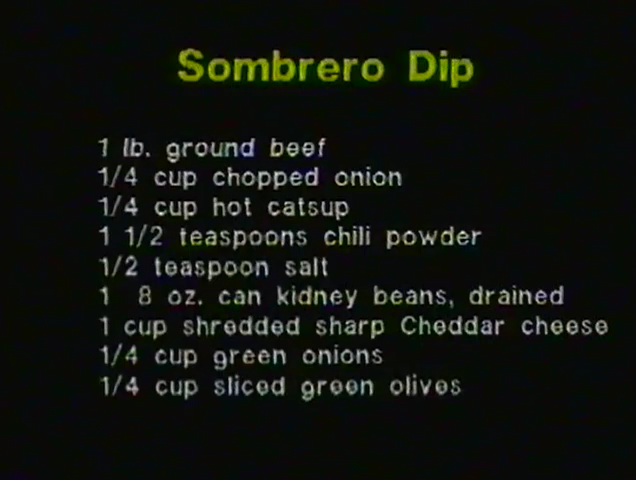 Sombrero Dip
1 lb. ground beef
1/4 cup chopped onion
1/4 cup hot catsup
1 1/2 teaspoons chili powder
1/2 teaspoon salt
1 8 oz. can kidney beans, drained
1 cup shredded sharp Cheddar cheese
1/4 cup green onions
1/4 cup sliced green olives